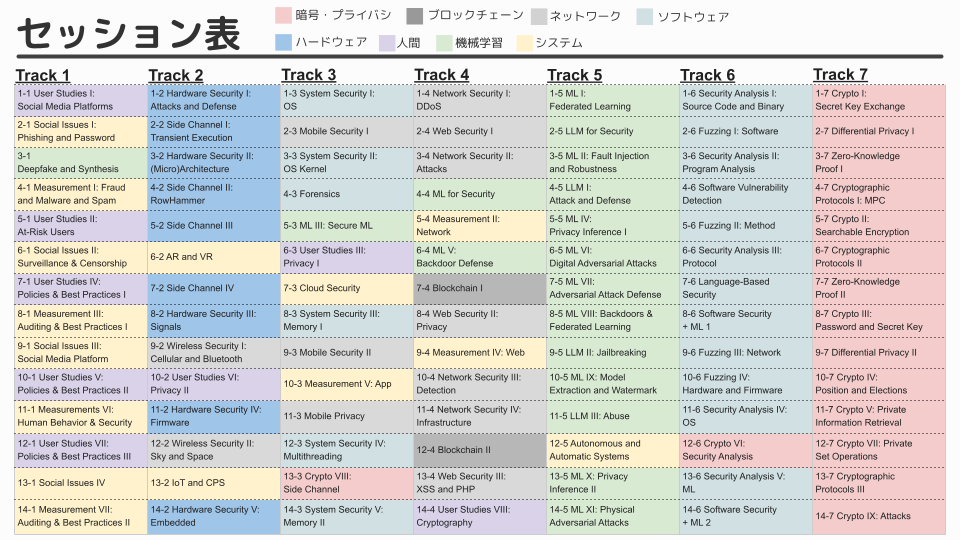 セッション表
暗号・プライバシ
ブロックチェーン
ネットワーク
ソフトウェア
ハードウェア
人間
機械学習
システム
Track 1
Track 2
Track 3
Track 4
Track 5
Track 6
Track 7
1-1 User Studies I:
Social Media Platforms
1-2 Hardware Security I:
Attacks and Defense
1-3 System Security I:
OS
1-4 Network Security I:
DDoS
1-5 ML I:
Federated Learning
1-6 Security Analysis I:
Source Code and Binary
1-7 Crypto I:
Secret Key Exchange
2-1 Social Issues I:
Phishing and Password
2-2 Side Channel I:
Transient Execution
2-3 Mobile Security I
2-4 Web Security I
2-5 LLM for Security
2-6 Fuzzing I: Software
2-7 Differential Privacy I
3-1
Deepfake and Synthesis
3-2 Hardware Security II:
(Micro)Architecture
3-3 System Security II:
OS Kernel
3-4 Network Security II:
Attacks
3-5 ML II: Fault Injection
and Robustness
3-6 Security Analysis II:
Program Analysis
3-7 Zero-Knowledge
Proof I
4-1 Measurement I: Fraud
and Malware and Spam
4-2 Side Channel II:
RowHammer
4-3 Forensics
4-4 ML for Security
4-5 LLM I:
Attack and Defense
4-6 Software Vulnerability
Detection
4-7 Cryptographic
Protocols I: MPC
5-1 User Studies II:
At-Risk Users
5-2 Side Channel III
5-3 ML III: Secure ML
5-4 Measurement II:
Network
5-5 ML IV:
Privacy Inference I
5-6 Fuzzing II: Method
5-7 Crypto II:
Searchable Encryption
6-1 Social Issues II:
Surveillance & Censorship
6-2 AR and VR
6-3 User Studies III:
Privacy I
6-4 ML V:
Backdoor Defense
6-5 ML VI:
Digital Adversarial Attacks
6-6 Security Analysis III:
Protocol
6-7 Cryptographic
Protocols II
7-1 User Studies IV:
Policies & Best Practices I
7-2 Side Channel IV
7-3 Cloud Security
7-4 Blockchain I
7-5 ML VII:
Adversarial Attack Defense
7-6 Language-Based
Security
7-7 Zero-Knowledge
Proof II
8-1 Measurement III:
Auditing & Best Practices I
8-2 Hardware Security III:
Signals
8-3 System Security III:
Memory I
8-4 Web Security II:
Privacy
8-5 ML VIII: Backdoors &
Federated Learning
8-6 Software Security
+ ML 1
8-7 Crypto III:
Password and Secret Key
9-1 Social Issues III:
Social Media Platform
9-2 Wireless Security I:
Cellular and Bluetooth
9-3 Mobile Security II
9-4 Measurement IV: Web
9-5 LLM II: Jailbreaking
9-6 Fuzzing III: Network
9-7 Differential Privacy II
10-1 User Studies V:
Policies & Best Practices II
10-2 User Studies VI:
Privacy II
10-3 Measurement V: App
10-4 Network Security III:
Detection
10-5 ML IX: Model
Extraction and Watermark
10-6 Fuzzing IV:
Hardware and Firmware
10-7 Crypto IV:
Position and Elections
11-1 Measurements VI:
Human Behavior & Security
11-2 Hardware Security IV:
Firmware
11-3 Mobile Privacy
11-4 Network Security IV:
Infrastructure
11-5 LLM III: Abuse
11-6 Security Analysis IV:
OS
11-7 Crypto V: Private
Information Retrieval
12-1 User Studies VII:
Policies & Best Practices III
12-2 Wireless Security II:
Sky and Space
12-3 System Security IV:
Multithreading
12-4 Blockchain II
12-5 Autonomous and
Automatic Systems
12-6 Crypto VI:
Security Analysis
12-7 Crypto VII: Private
Set Operations
13-1 Social Issues IV
13-2 IoT and CPS
13-3 Crypto VIII:
Side Channel
13-4 Web Security III:
XSS and PHP
13-5 ML X: Privacy
Inference II
13-6 Security Analysis V:
ML
13-7 Cryptographic
Protocols III
14-1 Measurement VII:
Auditing & Best Practices II
14-2 Hardware Security V:
Embedded
14-3 System Security V:
Memory II
14-4 User Studies VIII:
Cryptography
14-5 ML XI: Physical
Adversarial Attacks
14-6 Software Security
+ ML 2
14-7 Crypto IX: Attacks